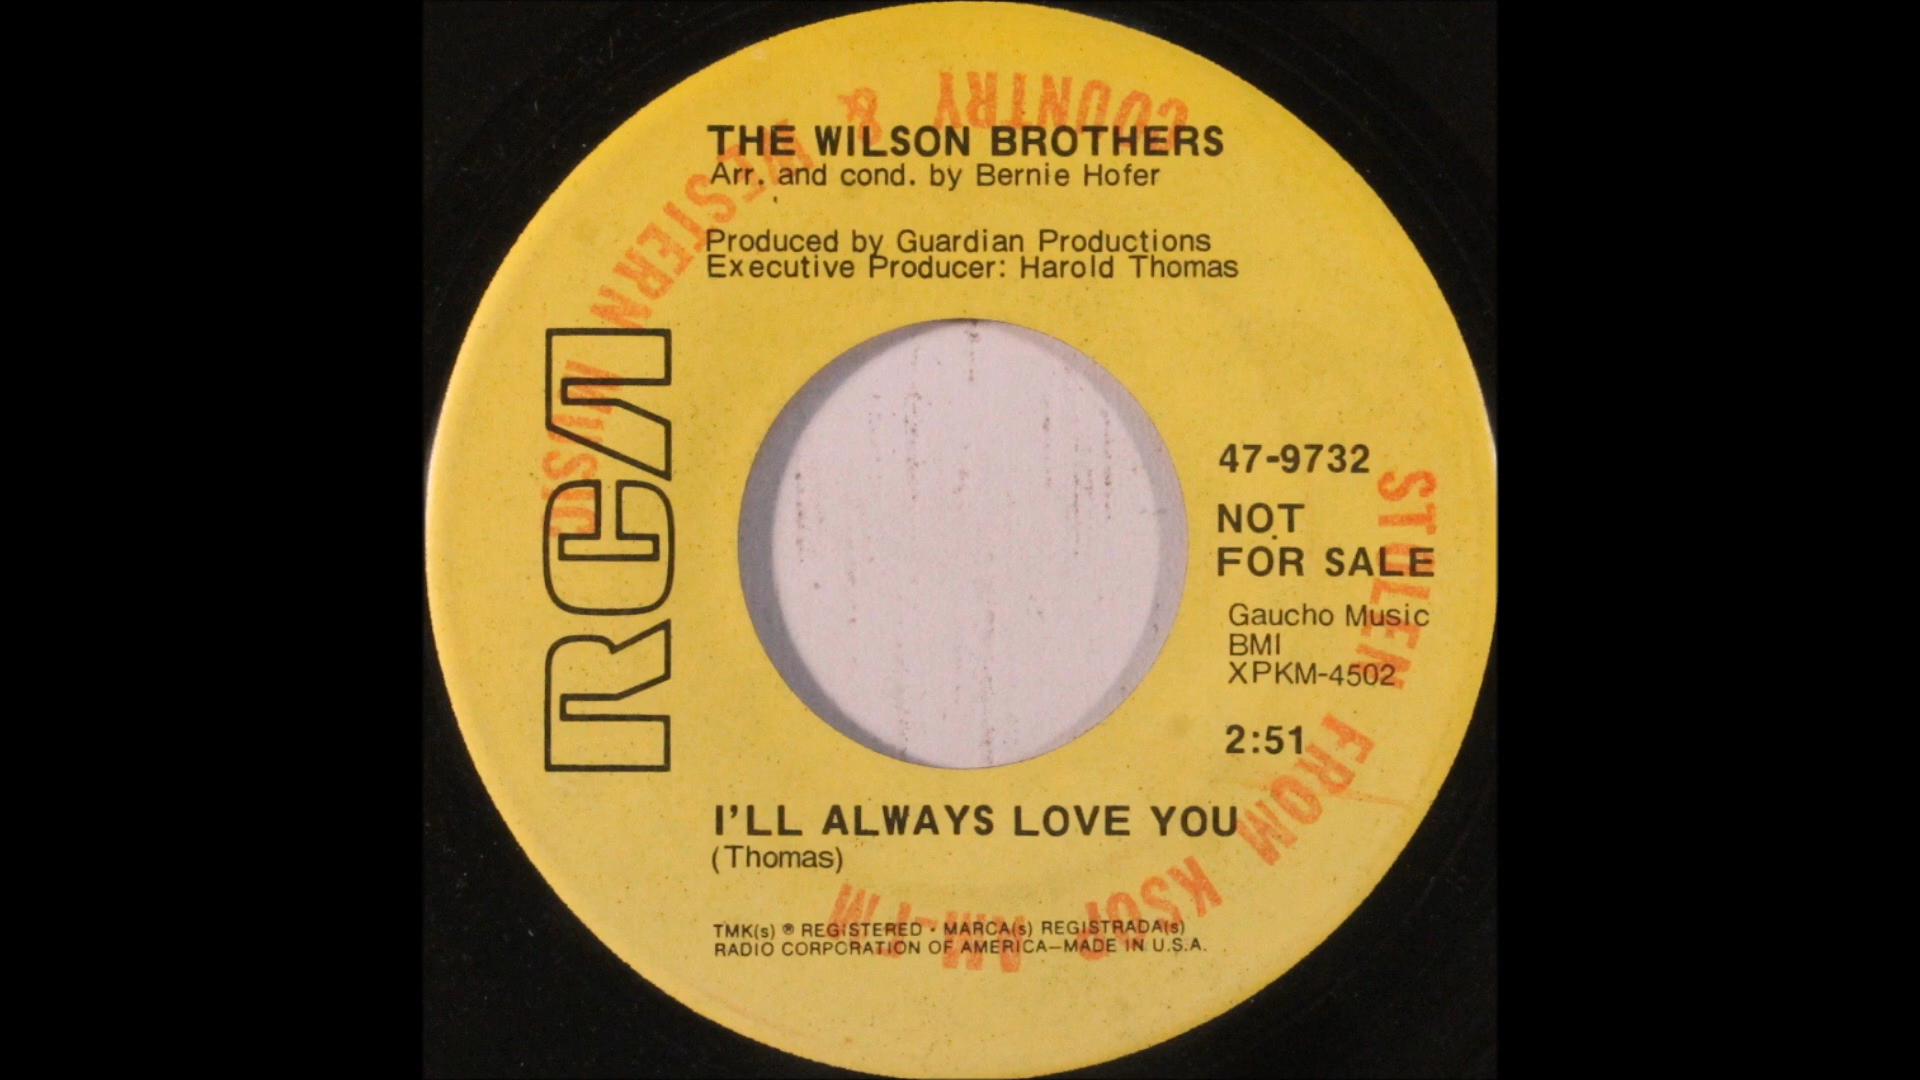 THE WILSON BROTHERS
Arr. and cond. by Bernie Hofer
Produced by Guardian Productions
Executive Producer: Harold Thomas
RCA
47-9732
NOT
FOR SALE
Gaucho Music
BMI
XPKM-4502
2:51
I'LL ALWAYS LOVE YOU
(Thomas)
TMK(s) ® REGISTERED • MARCA(s) REGISTRADA(s)
RADIO CORPORATION OF AMERICA—MADE IN U.S.A.
STOLEN FROM KSOP AM-FM
COUNTRY & WESTERN MUSIC